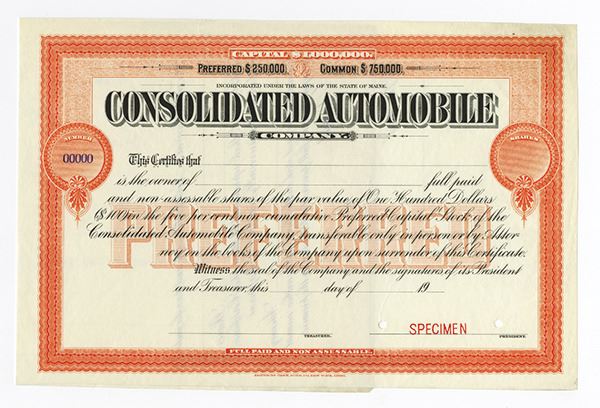 CAPITAL $1,000,000.
PREFERRED $250,000. COMMON $750,000.
INCORPORATED UNDER THE LAWS OF THE STATE OF MAINE.
CONSOLIDATED AUTOMOBILE
COMPANY.
NUMBER
00000
SHARES
This Certifies that
is the owner of full paid
and non-assessable shares of the par value of One Hundred Dollars
($100) in the five per cent non-cumulative Preferred Capital Stock of the
Consolidated Automobile Company, transferable only in person or by Attor-
ney on the books of the Company upon surrender of this Certificate.
PREFERRED
Witness, the seal of the Company and the signatures of its President
and Treasurer, this day of 19
SPECIMEN
TREASURER. PRESIDENT.
FULL PAID AND NON ASSESSABLE.